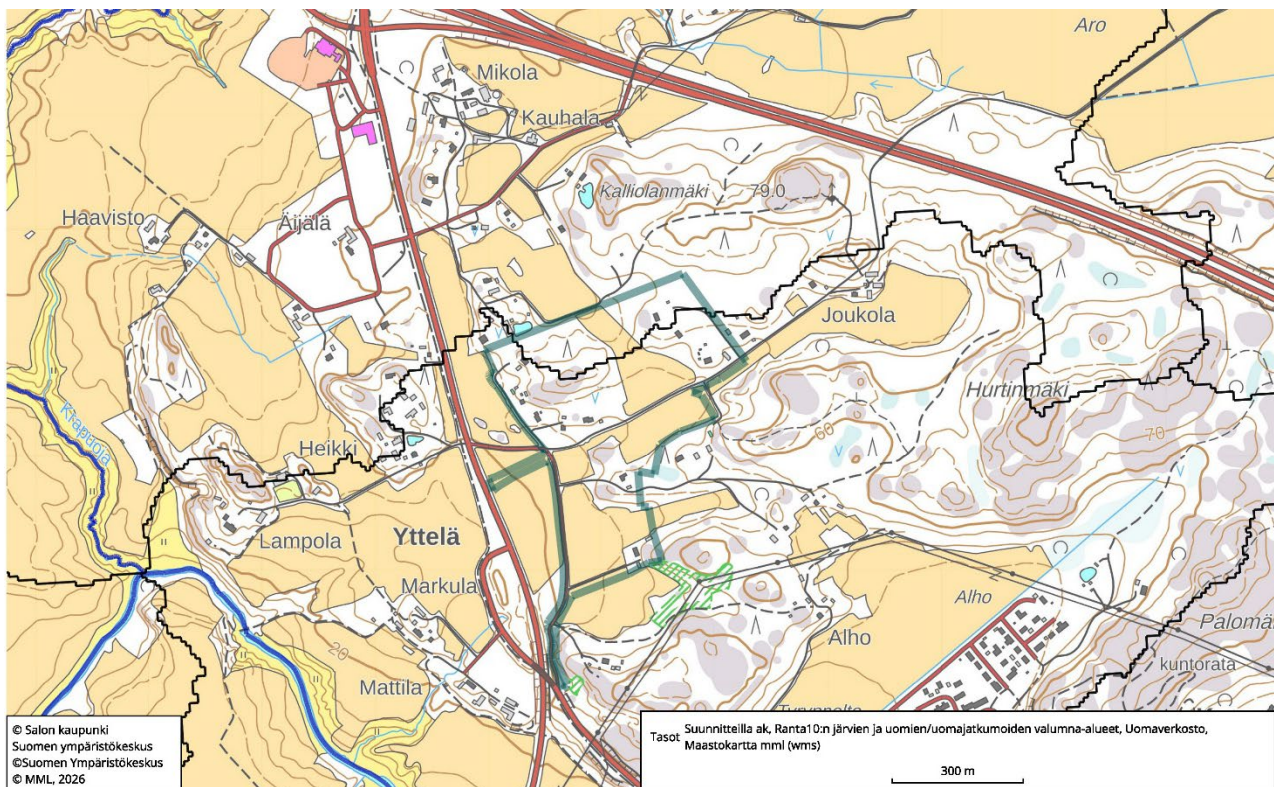 Aro
Mikola
Kauhala
Kalliolanmäki
79.0
Haavisto
Äijälä
Joukola
Hurtinmäki
Kiapuoja
60
70
Heikki
Lampola
Yttelä
Markula
Alho
Alho
Palomä
kuntorata
20
Mattila
© Salon kaupunki
Suomen ympäristökeskus
©Suomen Ympäristökeskus
© MML, 2026
Tasot
Suunnitteilla ak, Ranta10:n järvien ja uomien/uomajatkumoiden valumna-alueet, Uomaverkosto,
Maastokartta mml (wms)
300 m